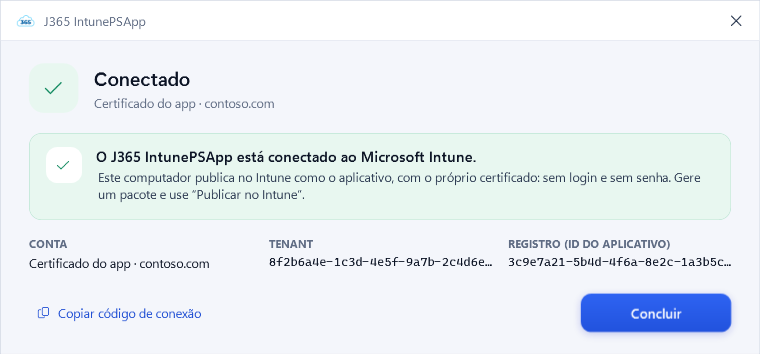 365 J365 IntunePSApp
Conectado
Certificado do app · contoso.com
O J365 IntunePSApp está conectado ao Microsoft Intune.
Este computador publica no Intune como o aplicativo, com o próprio certificado: sem login e sem senha. Gere
um pacote e use “Publicar no Intune”.
CONTA TENANT REGISTRO (ID DO APLICATIVO)
Certificado do app · contoso.com 8f2b6a4e-1c3d-4e5f-9a7b-2c4d6e… 3c9e7a21-5b4d-4f6a-8e2c-1a3b5c…
Copiar código de conexão Concluir